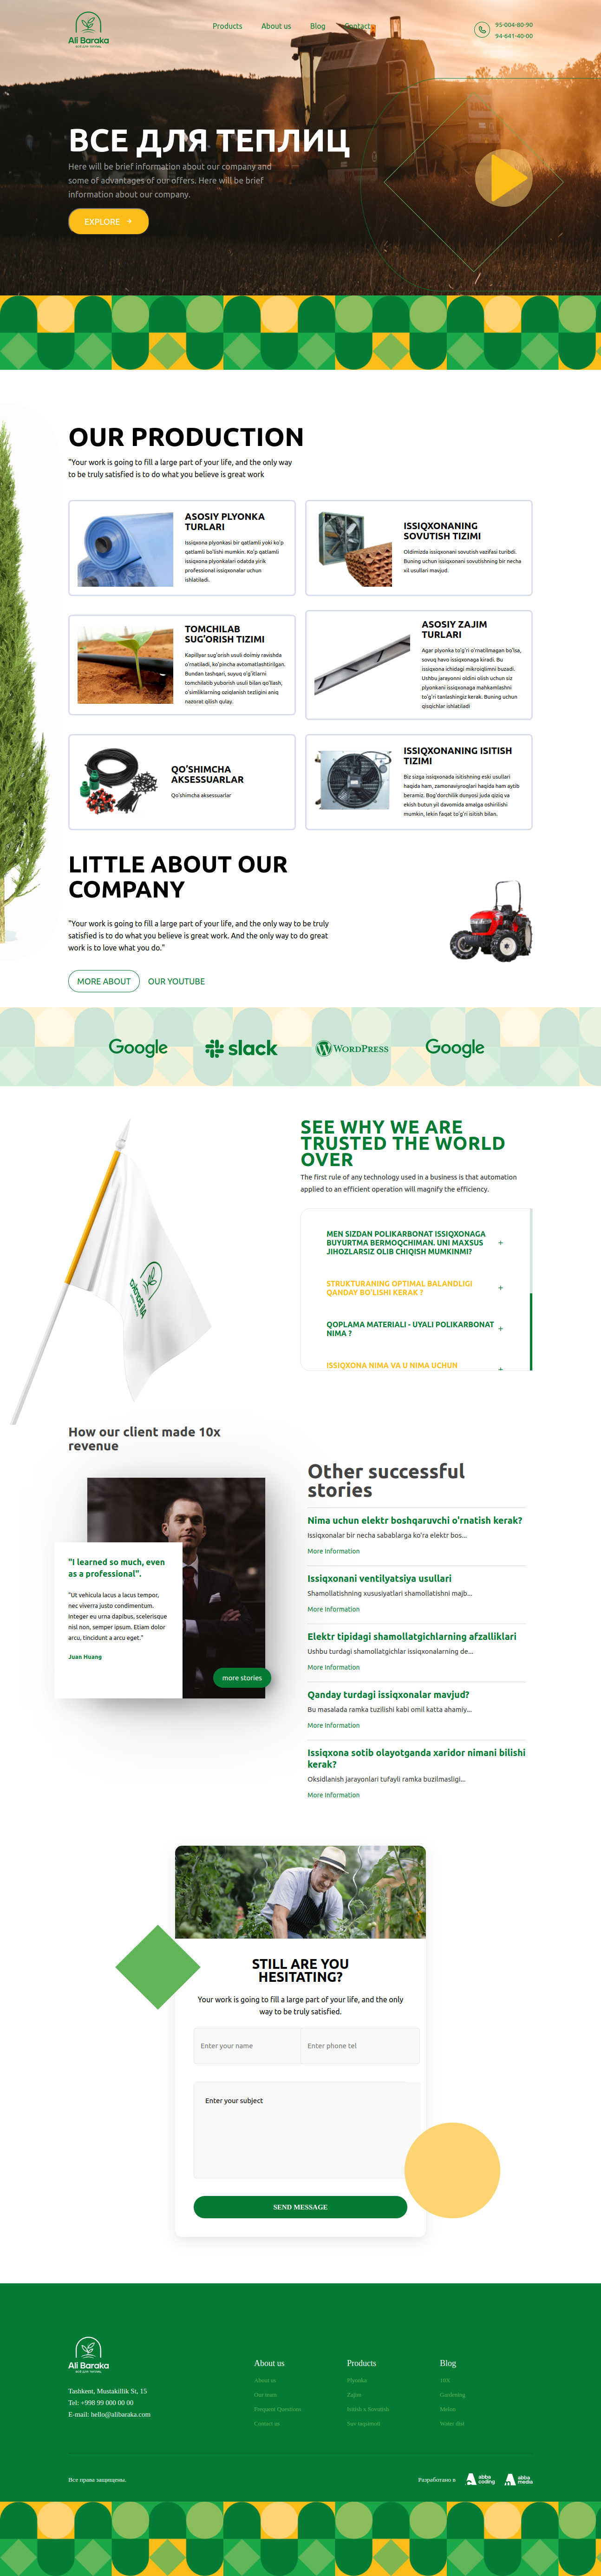 Ali Baraka
ВСЁ ДЛЯ ТЕПЛИЦ
Products
About us
Blog
Contacts
95-004-80-90
94-641-40-00
ВСЕ ДЛЯ ТЕПЛИЦ
Here will be brief information about our company and
some of advantages of our offers. Here will be brief
information about our company.
EXPLORE
OUR PRODUCTION
"Your work is going to fill a large part of your life, and the only way
to be truly satisfied is to do what you believe is great work
ASOSIY PLYONKA
TURLARI
Issiqxona plyonkasi bir qatlamli yoki ko'p
qatlamli bo'lishi mumkin. Ko'p qatlamli
issiqxona plyonkalari odatda yirik
professional issiqxonalar uchun
ishlatiladi.
ISSIQXONANING
SOVUTISH TIZIMI
Oldimizda issiqxonani sovutish vazifasi turibdi.
Buning uchun issiqxonani sovutishning bir necha
xil usullari mavjud.
TOMCHILAB
SUG'ORISH TIZIMI
Kapillyar sug'orish usuli doimiy ravishda
o'rnatiladi, ko'pincha avtomatlashtirilgan.
Bundan tashqari, suyuq o'g'itlarni
tomchilatib yuborish usuli bilan qo'llash,
o'simliklarning oziqlanish tezligini aniq
nazorat qilish qulay.
ASOSIY ZAJIM
TURLARI
Agar plyonka to'g'ri o'rnatilmagan bo'lsa,
sovuq havo issiqxonaga kiradi. Bu
issiqxona ichidagi mikroiqlimni buzadi.
Ushbu jarayonni oldini olish uchun siz
plyonkani issiqxonaga mahkamlashni
to'g'ri tanlashingiz kerak. Buning uchun
qisqichlar ishlatiladi
QO'SHIMCHA
AKSESSUARLAR
Qo'shimcha aksessuarlar
ISSIQXONANING ISITISH
TIZIMI
Biz sizga issiqxonada isitishning eski usullari
haqida ham, zamonaviyroqlari haqida ham aytib
beramiz. Bog'dorchilik dunyosi juda qiziq va
ekish butun yil davomida amalga oshirilishi
mumkin, lekin faqat to'g'ri isitish bilan.
LITTLE ABOUT OUR
COMPANY
"Your work is going to fill a large part of your life, and the only way to be truly
satisfied is to do what you believe is great work. And the only way to do great
work is to love what you do."
MORE ABOUT
OUR YOUTUBE
Google
slack
WORDPRESS
Google
SEE WHY WE ARE
TRUSTED THE WORLD
OVER
The first rule of any technology used in a business is that automation
applied to an efficient operation will magnify the efficiency.
MEN SIZDAN POLIKARBONAT ISSIQXONAGA
BUYURTMA BERMOQCHIMAN. UNI MAXSUS
JIHOZLARSIZ OLIB CHIQISH MUMKINMI?
+
STRUKTURANING OPTIMAL BALANDLIGI
QANDAY BO'LISHI KERAK ?
+
QOPLAMA MATERIALI - UYALI POLIKARBONAT
NIMA ?
+
ISSIQXONA NIMA VA U NIMA UCHUN
Ali Baraka
How our client made 10x
revenue
"I learned so much, even
as a professional".
"Ut vehicula lacus a lacus tempor,
nec viverra justo condimentum.
Integer eu urna dapibus, scelerisque
nisl non, semper ipsum. Etiam dolor
arcu, tincidunt a arcu eget."
Juan Huang
more stories
Other successful
stories
Nima uchun elektr boshqaruvchi o'rnatish kerak?
Issiqxonalar bir necha sabablarga ko'ra elektr bos...
More Information
Issiqxonani ventilyatsiya usullari
Shamollatishning xususiyatlari shamollatishni majb...
More Information
Elektr tipidagi shamollatgichlarning afzalliklari
Ushbu turdagi shamollatgichlar issiqxonalarning de...
More Information
Qanday turdagi issiqxonalar mavjud?
Bu masalada ramka tuzilishi kabi omil katta ahamiy...
More Information
Issiqxona sotib olayotganda xaridor nimani bilishi
kerak?
Oksidlanish jarayonlari tufayli ramka buzilmasligi...
More Information
STILL ARE YOU
HESITATING?
Your work is going to fill a large part of your life, and the only
way to be truly satisfied.
Enter your name
Enter phone tel
Enter your subject
SEND MESSAGE
Ali Baraka
ВСЁ ДЛЯ ТЕПЛИЦ
Tashkent, Mustakillik St, 15
Tel: +998 99 000 00 00
E-mail: hello@alibaraka.com
About us
About us
Our team
Frequent Questions
Contact us
Products
Plyonka
Zajim
Isitish v Sovutish
Suv taqsimoti
Blog
Gardening
Melon
Все права защищены.
Разработано в
abba
coding
abba
media